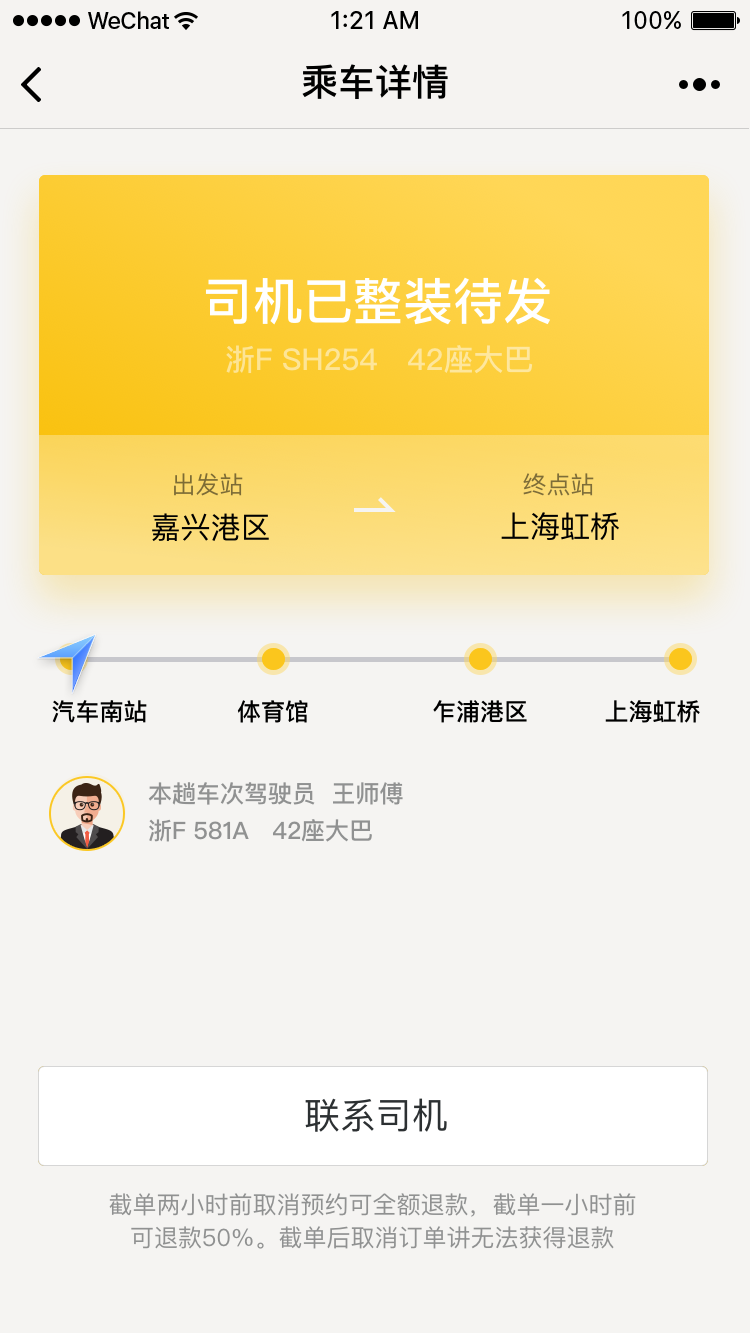 WeChat 1:21 AM 100%
乘车详情
司机已整装待发
浙F SH254 42座大巴
出发站 终点站
嘉兴港区 上海虹桥
汽车南站 体育馆 乍浦港区 上海虹桥
本趟车次驾驶员 王师傅
浙F 581A 42座大巴
联系司机
截单两小时前取消预约可全额退款，截单一小时前
可退款50%。截单后取消订单讲无法获得退款